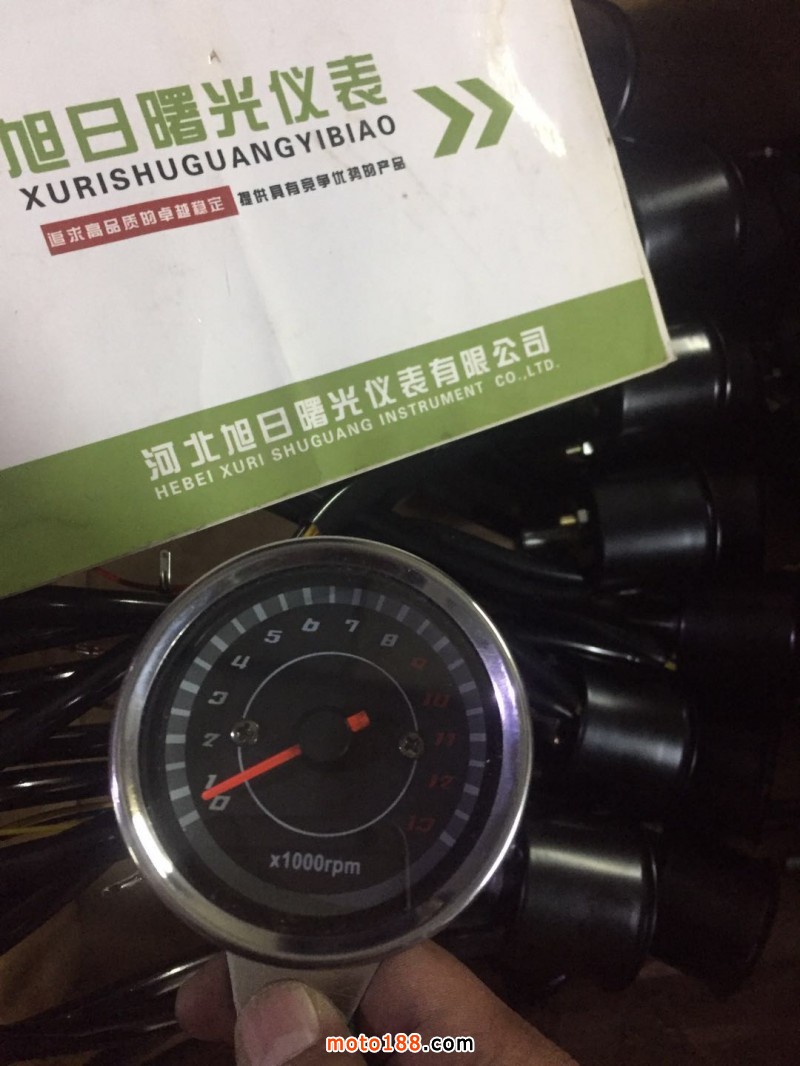 旭日曙光仪表
XURISHUGUANGYIBIAO
追求高品质的卓越稳定 提供具有竞争优势的产品
河北旭日曙光仪表有限公司
HEBEI XURI SHUGUANG INSTRUMENT CO.,LTD.
0 1 2 3 4 5 6 7 8 9 10 11 12 13
x1000rpm
moto188.com